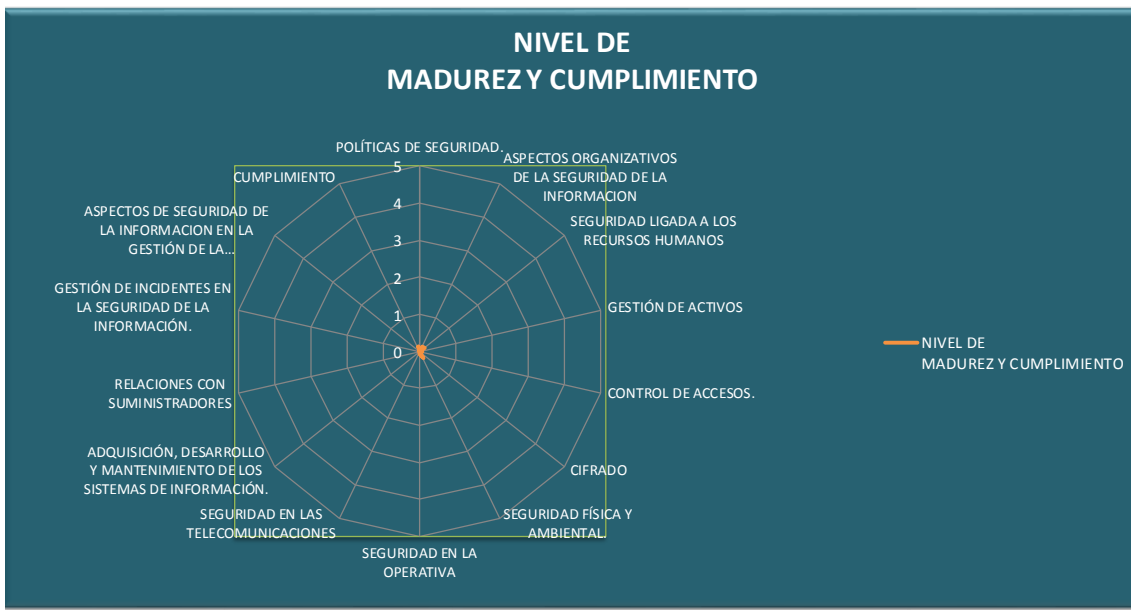 NIVEL DE
MADUREZ Y CUMPLIMIENTO
POLÍTICAS DE SEGURIDAD.
ASPECTOS ORGANIZATIVOS
DE LA SEGURIDAD DE LA
INFORMACION
SEGURIDAD LIGADA A LOS
RECURSOS HUMANOS
GESTIÓN DE ACTIVOS
CONTROL DE ACCESOS.
CIFRADO
SEGURIDAD FÍSICA Y
AMBIENTAL.
SEGURIDAD EN LA
OPERATIVA
SEGURIDAD EN LAS
TELECOMUNICACIONES
ADQUISICIÓN, DESARROLLO
Y MANTENIMIENTO DE LOS
SISTEMAS DE INFORMACIÓN.
RELACIONES CON
SUMINISTRADORES
GESTIÓN DE INCIDENTES EN
LA SEGURIDAD DE LA
INFORMACIÓN.
ASPECTOS DE SEGURIDAD DE
LA INFORMACION EN LA
GESTIÓN DE LA...
CUMPLIMIENTO
5
4
3
2
1
0
NIVEL DE
MADUREZ Y CUMPLIMIENTO